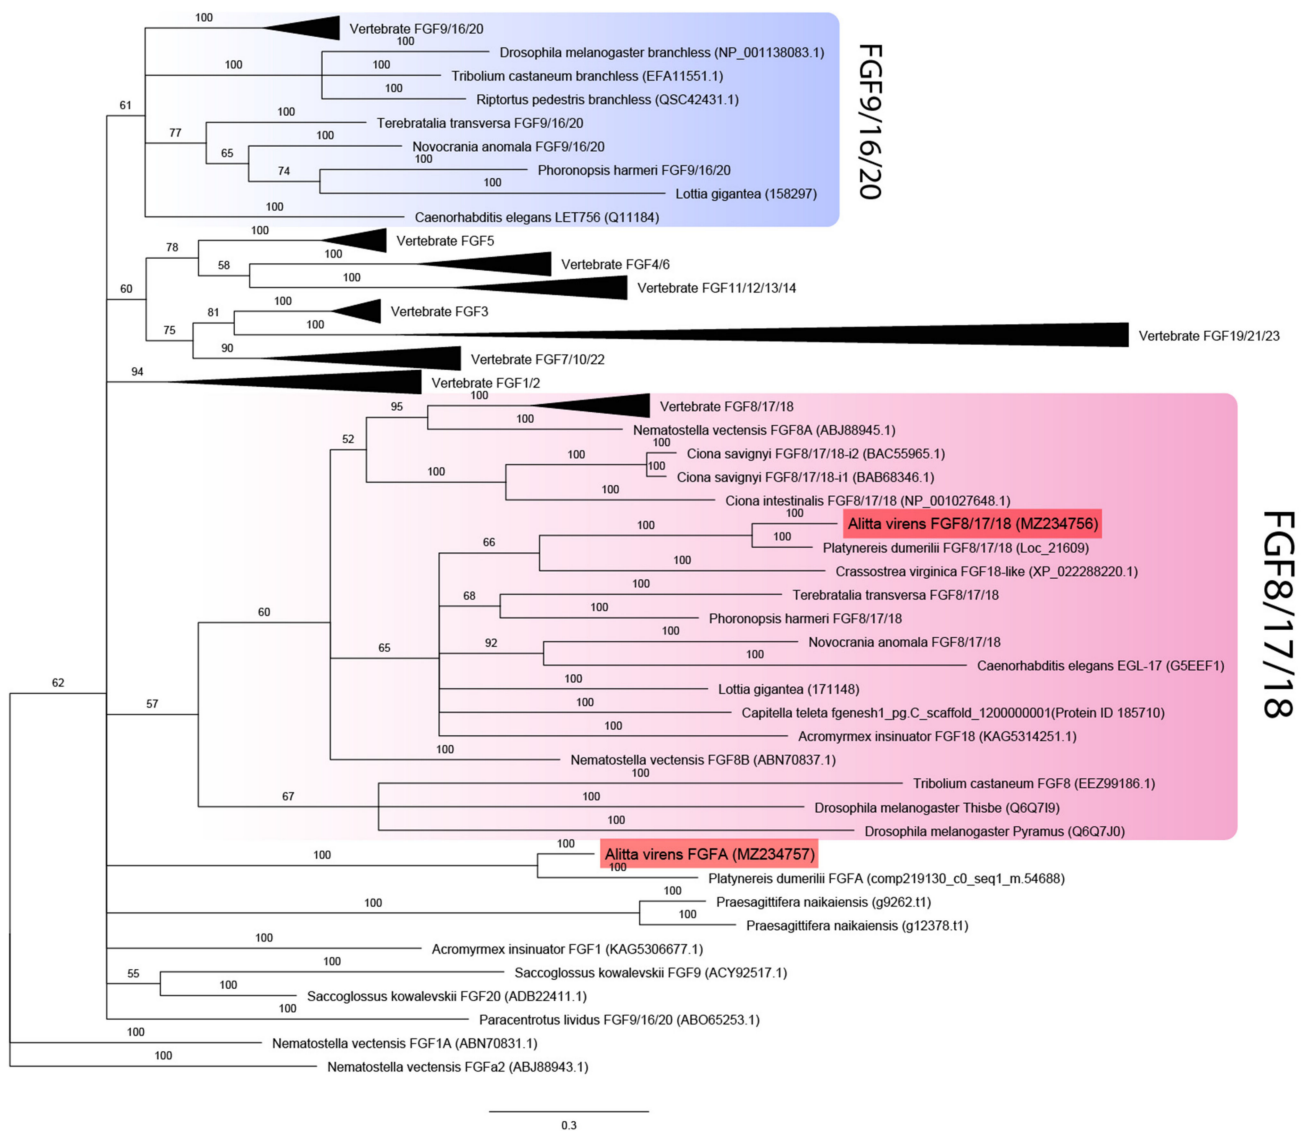 100
Vertebrate FGF9/16/20
100
Drosophila melanogaster branchless (NP_001138083.1)
100
100
Tribolium castaneum branchless (EFA11551.1)
100
Riptortus pedestris branchless (QSC42431.1)
61
100
Terebratalia transversa FGF9/16/20
77
100
Novocrania anomala FGF9/16/20
65
100
Phoronopsis harmeri FGF9/16/20
74
100
Lottia gigantea (158297)
100
Caenorhabditis elegans LET756 (Q11184)
FGF9/16/20
100
Vertebrate FGF5
78
100
Vertebrate FGF4/6
58
100
Vertebrate FGF11/12/13/14
60
100
Vertebrate FGF3
81
100
Vertebrate FGF19/21/23
75
90
Vertebrate FGF7/10/22
94
Vertebrate FGF1/2
100
Vertebrate FGF8/17/18
95
100
Nematostella vectensis FGF8A (ABJ88945.1)
52
100
Ciona savignyi FGF8/17/18-i2 (BAC55965.1)
100
100
Ciona savignyi FGF8/17/18-i1 (BAB68346.1)
100
100
Ciona intestinalis FGF8/17/18 (NP_001027648.1)
100
Alitta virens FGF8/17/18 (MZ234756)
100
100
Platynereis dumerilii FGF8/17/18 (Loc_21609)
66
100
Crassostrea virginica FGF18-like (XP_022288220.1)
100
Terebratalia transversa FGF8/17/18
68
100
Phoronopsis harmeri FGF8/17/18
60
100
Novocrania anomala FGF8/17/18
92
100
Caenorhabditis elegans EGL-17 (G5EEF1)
65
100
Lottia gigantea (171148)
100
Capitella teleta fgenesh1_pg.C_scaffold_1200000001(Protein ID 185710)
100
Acromyrmex insinuator FGF18 (KAG5314251.1)
62
57
100
Nematostella vectensis FGF8B (ABN70837.1)
100
Tribolium castaneum FGF8 (EEZ99186.1)
67
100
Drosophila melanogaster Thisbe (Q6Q7I9)
100
Drosophila melanogaster Pyramus (Q6Q7J0)
FGF8/17/18
100
Alitta virens FGFA (MZ234757)
100
100
Platynereis dumerilii FGFA (comp219130_c0_seq1_m.54688)
100
Praesagittifera naikaiensis (g9262.t1)
100
100
Praesagittifera naikaiensis (g12378.t1)
100
Acromyrmex insinuator FGF1 (KAG5306677.1)
100
Saccoglossus kowalevskii FGF9 (ACY92517.1)
55
100
Saccoglossus kowalevskii FGF20 (ADB22411.1)
100
Paracentrotus lividus FGF9/16/20 (ABO65253.1)
100
Nematostella vectensis FGF1A (ABN70831.1)
100
Nematostella vectensis FGFa2 (ABJ88943.1)
0.3